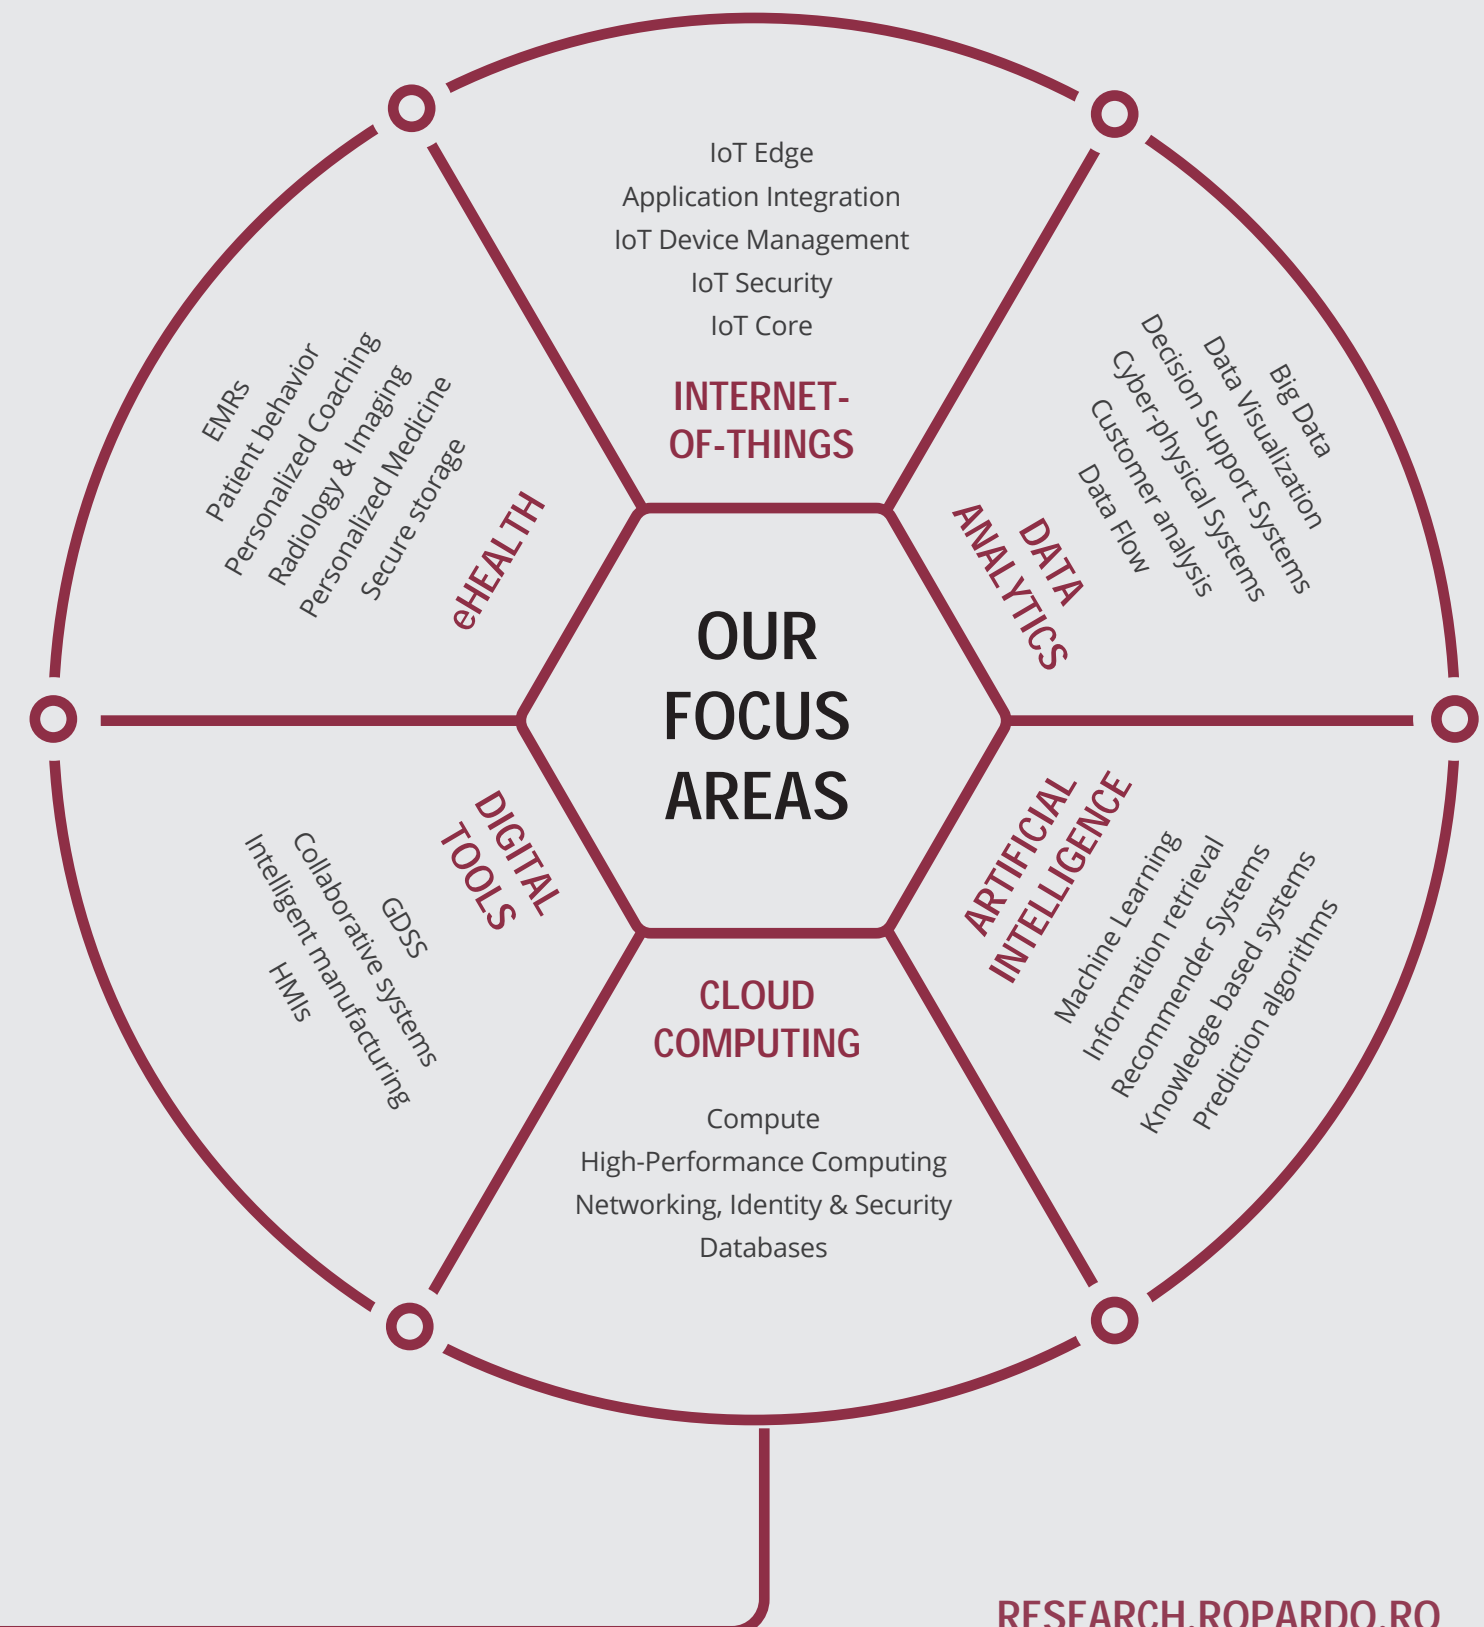 IoT Edge
Application Integration
IoT Device Management
IoT Security
IoT Core
INTERNET-
OF-THINGS
Big Data
Data Visualization
Decision Support Systems
Cyber-physical Systems
Customer analysis
Data Flow
DATA
ANALYTICS
ARTIFICIAL
INTELLIGENCE
Machine Learning
Information retrieval
Recommender Systems
Knowledge based systems
Prediction algorithms
CLOUD
COMPUTING
Compute
High-Performance Computing
Networking, Identity & Security
Databases
DIGITAL
TOOLS
GDSS
Collaborative systems
Intelligent manufacturing
HMIs
EMRs
Patient behavior
Personalized Coaching
Radiology & Imaging
Personalized Medicine
Secure storage
eHEALTH
OUR
FOCUS
AREAS
RESEARCH.ROPARDO.RO